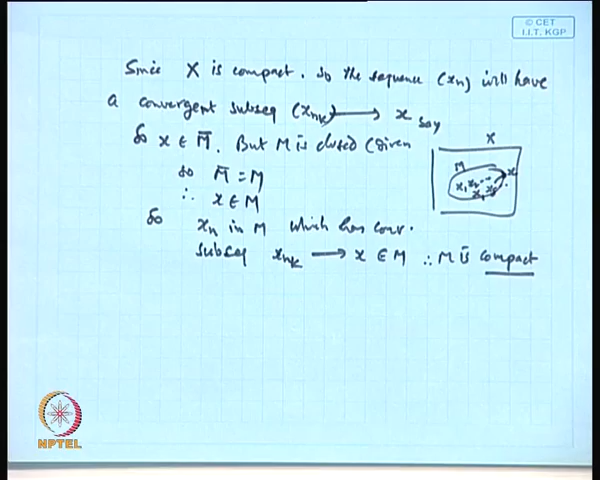 © CET
I.I.T. KGP
Since X is compact. So the sequence (xn) will have
a convergent subseq (xnk) ⟶ x say
So x ∈ M̄. But M is closed (given
X
so M̄ = M
M
∴ x ∈ M
So xn in M which has conv.
subseq xnk ⟶ x ∈ M ∴ M is compact
NPTEL